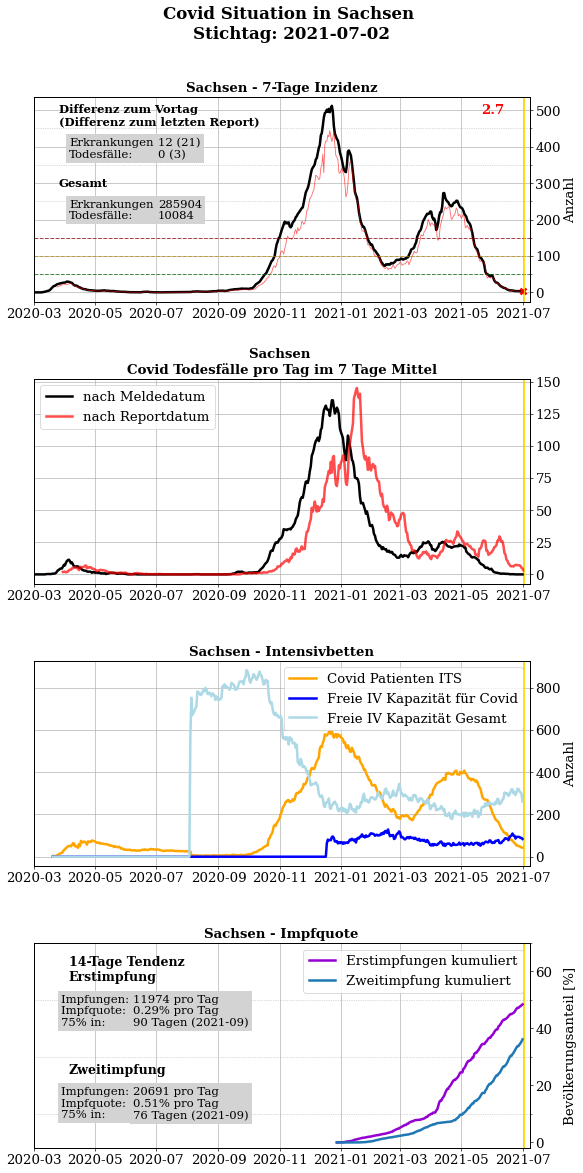 Covid Situation in Sachsen
Stichtag: 2021-07-02
Sachsen - 7-Tage Inzidenz
Differenz zum Vortag
(Differenz zum letzten Report)
Erkrankungen 12 (21)
Todesfälle: 0 (3)
Gesamt
Erkrankungen 285904
Todesfälle: 10084
2.7
500
400
300
200
100
0
Anzahl
2020-03 2020-05 2020-07 2020-09 2020-11 2021-01 2021-03 2021-05 2021-07
Sachsen
Covid Todesfälle pro Tag im 7 Tage Mittel
nach Meldedatum
nach Reportdatum
150
125
100
75
50
25
0
2020-03 2020-05 2020-07 2020-09 2020-11 2021-01 2021-03 2021-05 2021-07
Sachsen - Intensivbetten
Covid Patienten ITS
Freie IV Kapazität für Covid
Freie IV Kapazität Gesamt
800
600
400
200
0
Anzahl
2020-03 2020-05 2020-07 2020-09 2020-11 2021-01 2021-03 2021-05 2021-07
Sachsen - Impfquote
14-Tage Tendenz
Erstimpfung
Impfungen: 11974 pro Tag
Impfquote: 0.29% pro Tag
75% in: 90 Tagen (2021-09)
Zweitimpfung
Impfungen: 20691 pro Tag
Impfquote: 0.51% pro Tag
75% in: 76 Tagen (2021-09)
Erstimpfungen kumuliert
Zweitimpfung kumuliert
60
40
20
0
Bevölkerungsanteil [%]
2020-03 2020-05 2020-07 2020-09 2020-11 2021-01 2021-03 2021-05 2021-07